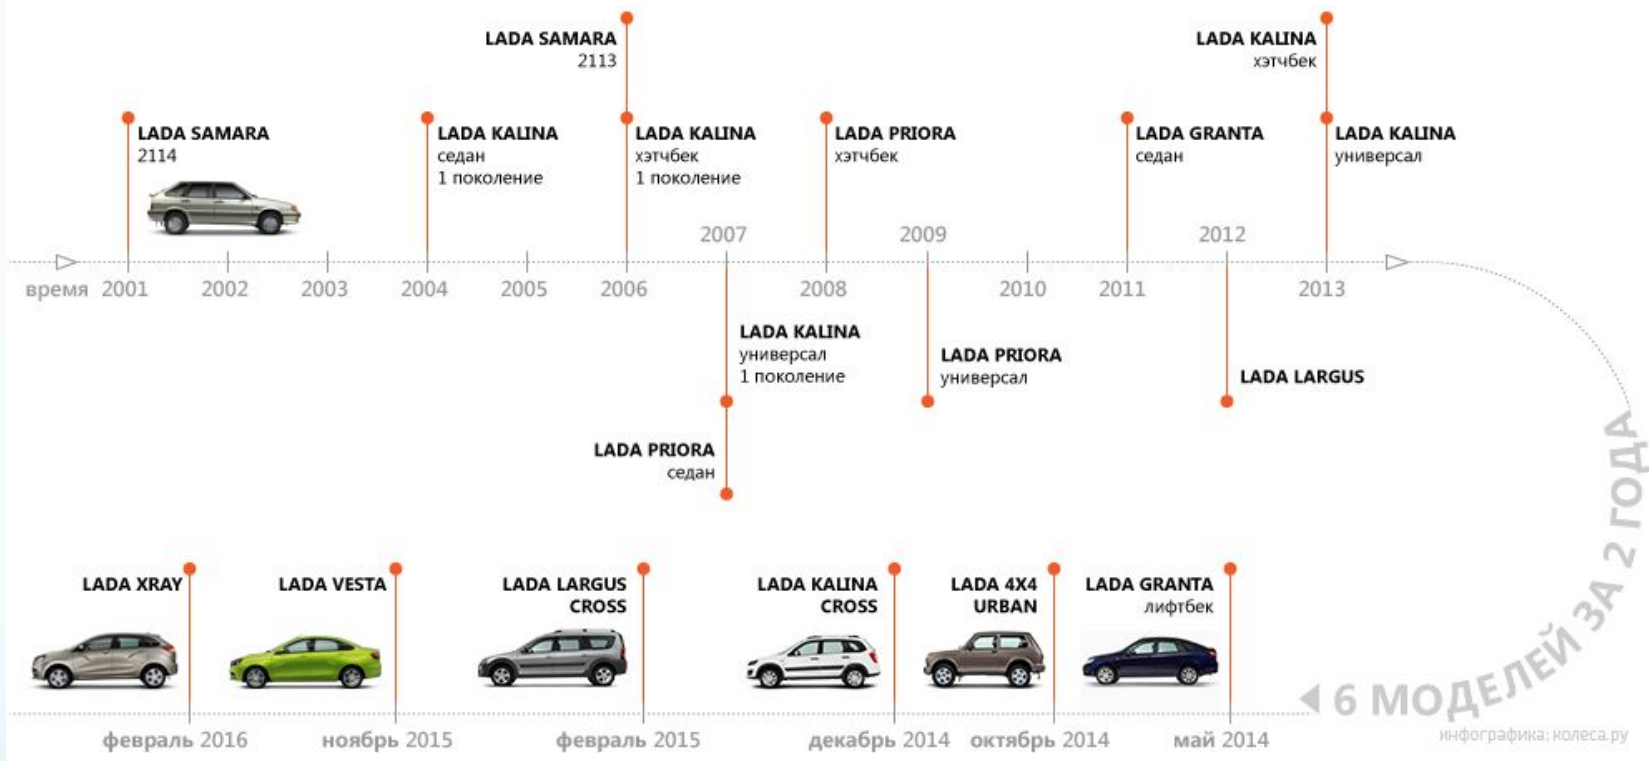 LADA SAMARA
2113
LADA KALINA
хэтчбек
LADA SAMARA
2114
LADA KALINA
седан
1 поколение
LADA KALINA
хэтчбек
1 поколение
LADA PRIORA
хэтчбек
LADA GRANTA
седан
LADA KALINA
универсал
2007
2009
2012
время 2001 2002 2003 2004 2005 2006 2008 2010 2011 2013
LADA KALINA
универсал
1 поколение
LADA PRIORA
универсал
LADA LARGUS
LADA PRIORA
седан
6 МОДЕЛЕЙ ЗА 2 ГОДА
LADA XRAY
LADA VESTA
LADA LARGUS
CROSS
LADA KALINA
CROSS
LADA 4X4
URBAN
LADA GRANTA
лифтбек
февраль 2016 ноябрь 2015 февраль 2015 декабрь 2014 октябрь 2014 май 2014
инфографика: колеса.ру